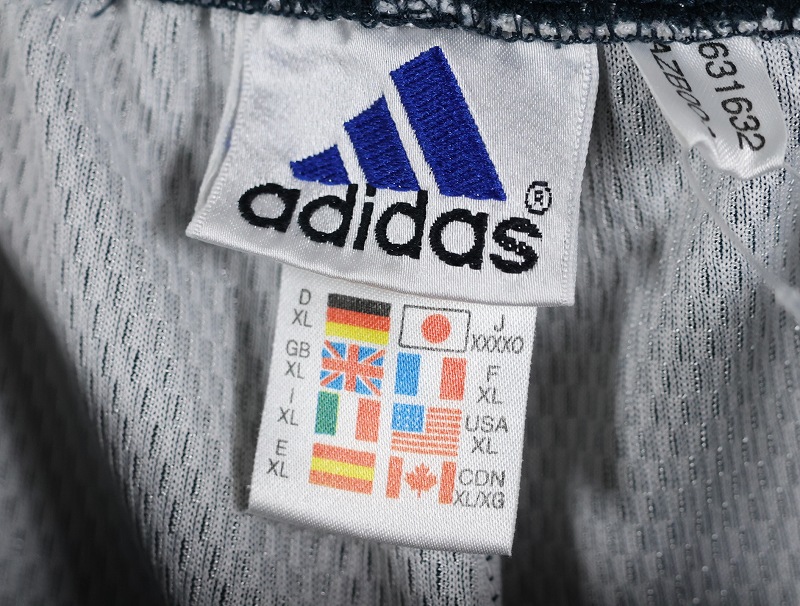 adidas®
D
XL
J
XXXXO
GB
XL
F
XL
I
XL
USA
XL
E
XL
CDN
XL/XG
631632